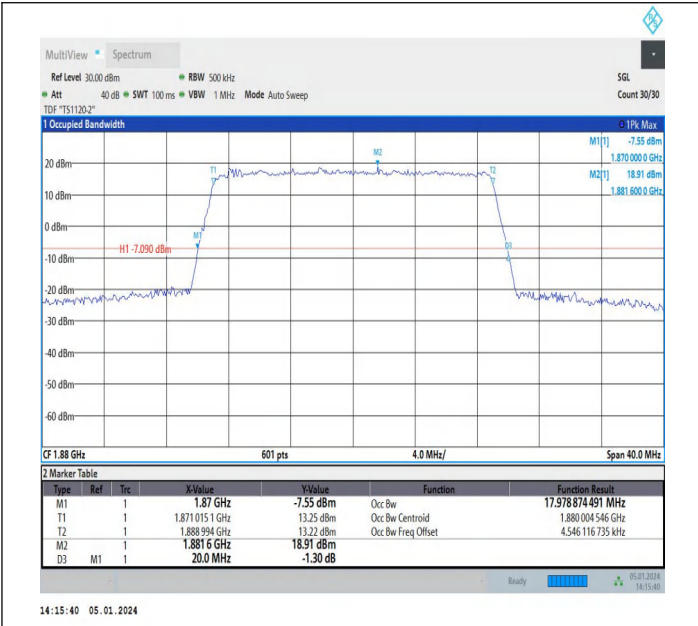 MultiView Spectrum
Ref Level 30.00 dBm RBW 500 kHz SGL
Att 40 dB SWT 100 ms VBW 1 MHz Mode Auto Sweep Count 30/30
TDF "TS1120-2"
1 Occupied Bandwidth 1Pk Max
M1[1] -7.55 dBm
1.870 000 0 GHz
M2[1] 18.91 dBm
1.881 600 0 GHz
M2
20 dBm
T1 T2
10 dBm
0 dBm
M1
D3
H1 -7.090 dBm
-10 dBm
-20 dBm
-30 dBm
-40 dBm
-50 dBm
-60 dBm
CF 1.88 GHz 601 pts 4.0 MHz/ Span 40.0 MHz
2 Marker Table
Type Ref Trc X-Value Y-Value Function Function Result
M1 1 1.87 GHz -7.55 dBm Occ Bw 17.978 874 491 MHz
T1 1 1.871 015 1 GHz 13.25 dBm Occ Bw Centroid 1.880 004 546 GHz
T2 1 1.888 994 GHz 13.22 dBm Occ Bw Freq Offset 4.546 116 735 kHz
M2 1 1.881 6 GHz 18.91 dBm
D3 M1 1 20.0 MHz -1.30 dB
Ready 05.01.2024
14:15:40
14:15:40 05.01.2024